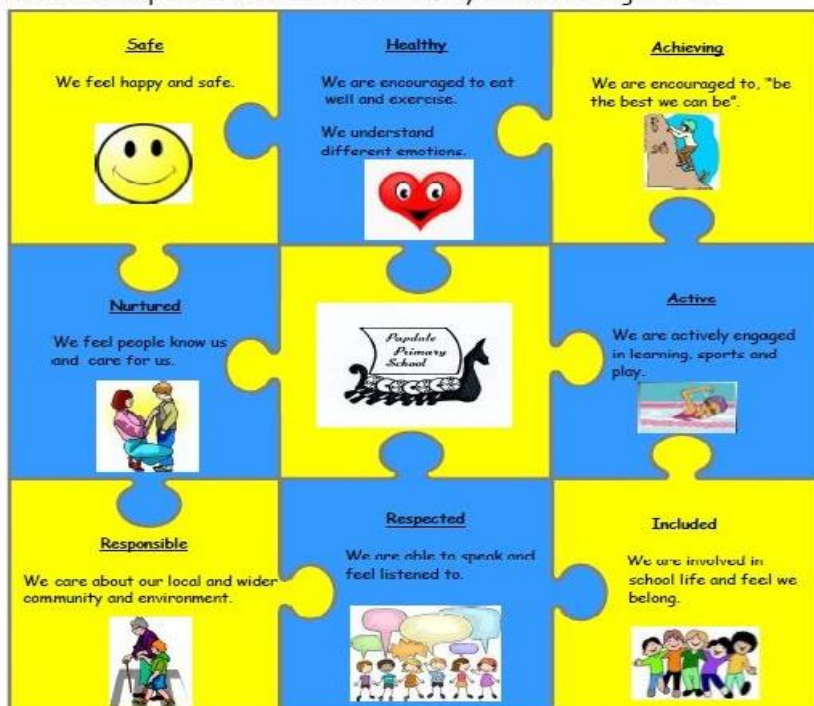 Safe
We feel happy and safe.
Healthy
We are encouraged to eat
well and exercise.
We understand
different emotions.
Achieving
We are encouraged to, "be
the best we can be".
Nurtured
We feel people know us
and care for us.
Papdale
Primary
School
Active
We are actively engaged
in learning, sports and
play.
Responsible
We care about our local and wider
community and environment.
Respected
We are able to speak and
feel listened to.
Included
We are involved in
school life and feel we
belong.